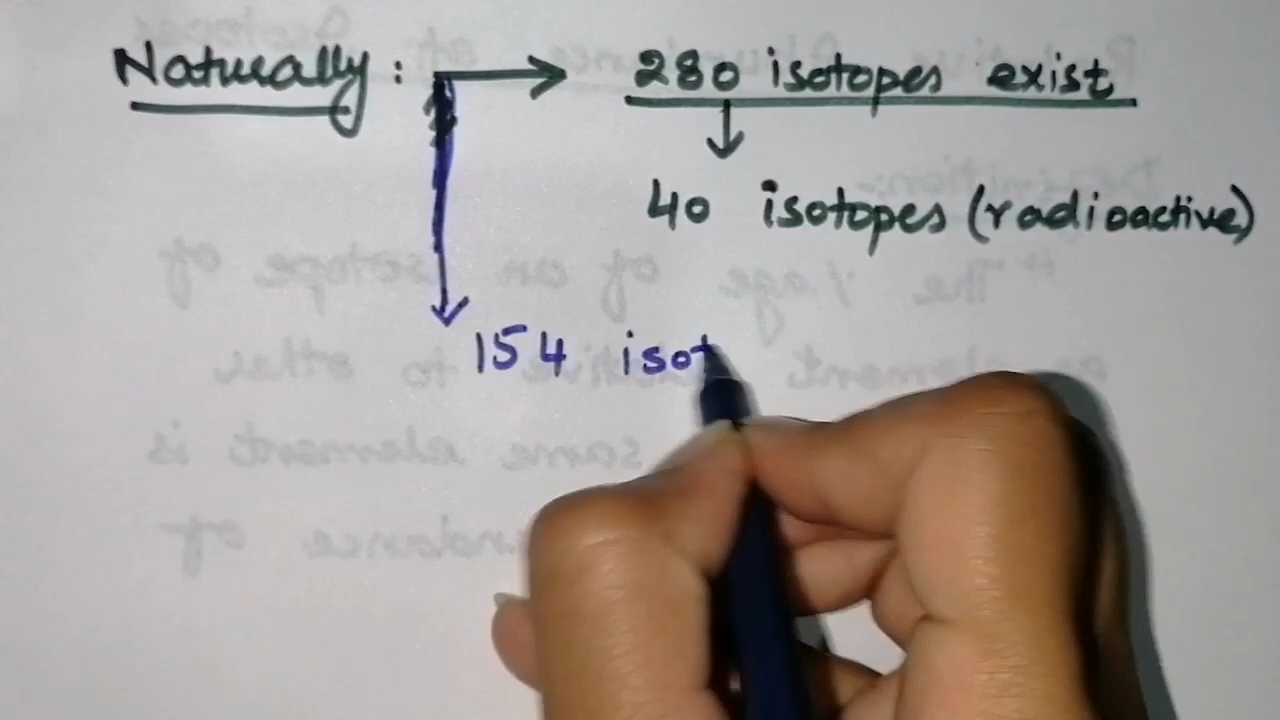 Naturally : → 280 isotopes exist
40 isotopes (radioactive)
154 isot